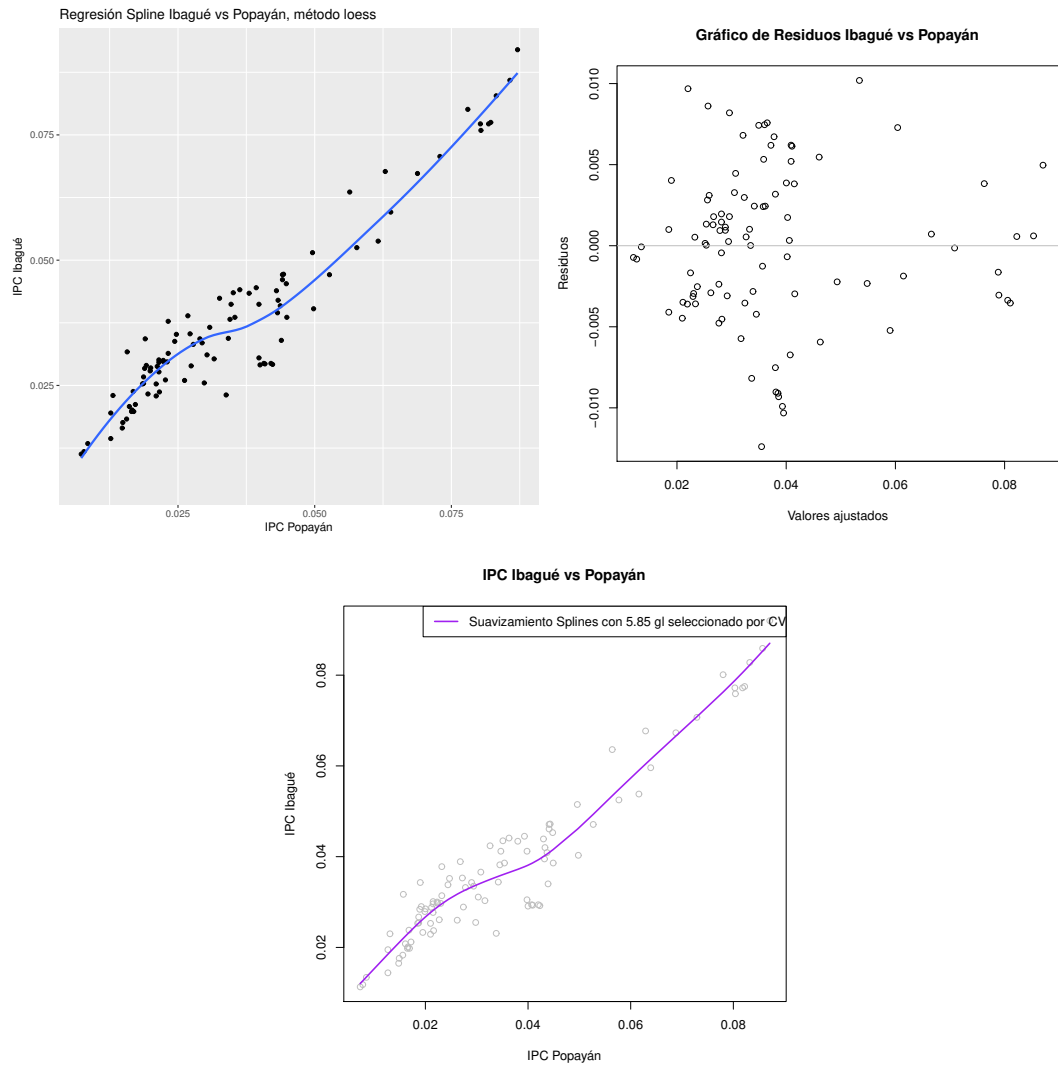 Regresión Spline Ibagué vs Popayán, método loess
IPC Ibagué
0.075
0.050
0.025
0.025
0.050
0.075
IPC Popayán
Gráfico de Residuos Ibagué vs Popayán
Residuos
0.010
0.005
0.000
-0.005
-0.010
0.02
0.04
0.06
0.08
Valores ajustados
IPC Ibagué vs Popayán
Suavizamiento Splines con 5.85 gl seleccionado por CV
IPC Ibagué
0.08
0.06
0.04
0.02
0.02
0.04
0.06
0.08
IPC Popayán